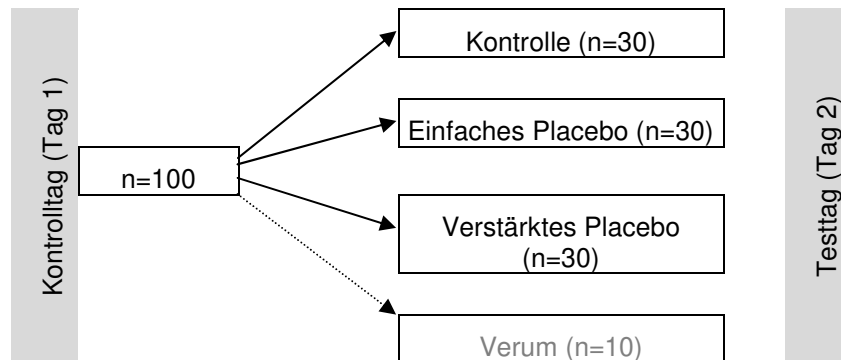 Kontrolltag (Tag 1)
n=100
Kontrolle (n=30)
Einfaches Placebo (n=30)
Verstärktes Placebo
(n=30)
Verum (n=10)
Testtag (Tag 2)